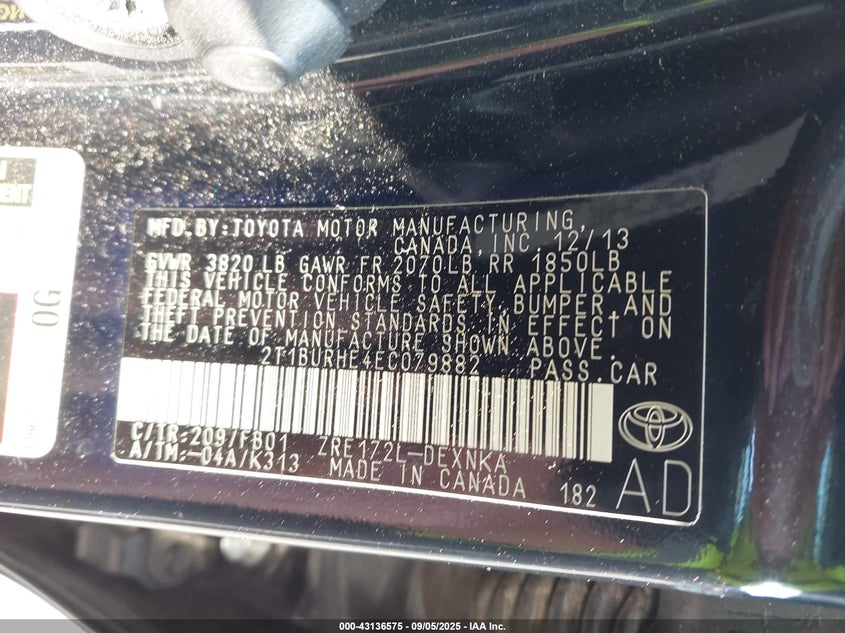 ENT
OG
MFD.BY:TOYOTA MOTOR MANUFACTURING,
CANADA,INC. 12/13
GVWR 3820 LB GAWR FR 2070LB RR 1850LB
THIS VEHICLE CONFORMS TO ALL APPLICABLE
FEDERAL MOTOR VEHICLE SAFETY,BUMPER,AND
THEFT PREVENTION STANDARDS IN EFFECT ON
THE DATE OF MANUFACTURE SHOWN ABOVE.
2T1BURHE4EC079882 PASS.CAR
C/TR:209/FB01 ZRE172L-DEXNKA
A/TM:-04A/K313 MADE IN CANADA 182 AD
000-43136575 - 09/05/2025 - IAA Inc.